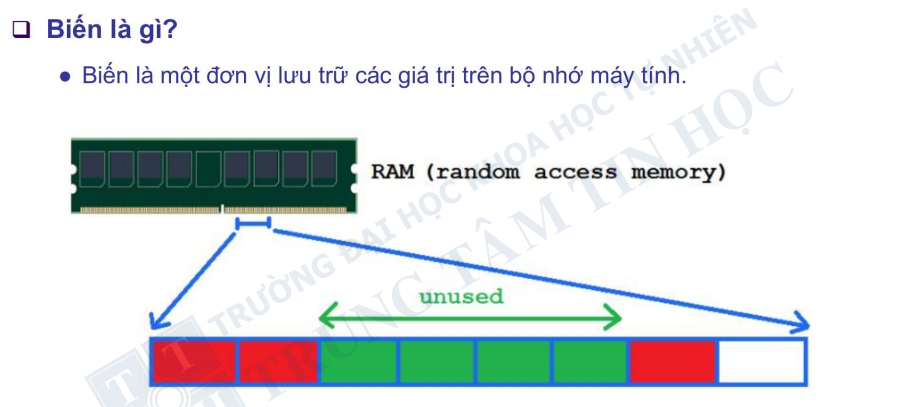 Biến là gì?
Biến là một đơn vị lưu trữ các giá trị trên bộ nhớ máy tính.
RAM (random access memory)
unused
TRƯỜNG ĐẠI HỌC KHOA HỌC TỰ NHIÊN
TRUNG TÂM TIN HỌC
T T